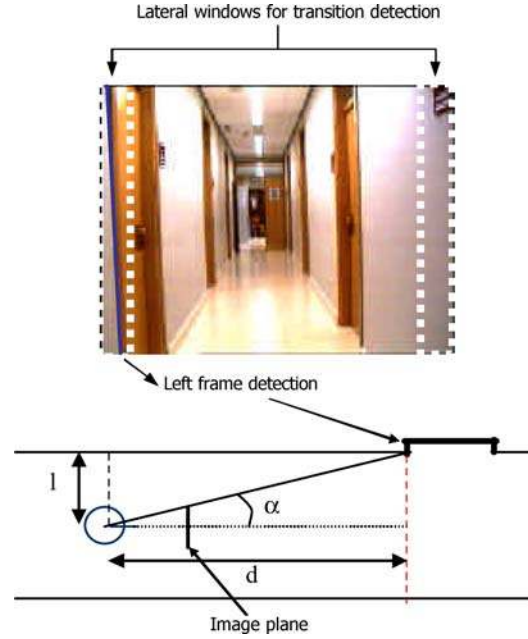 Lateral windows for transition detection
Left frame detection
l
α
d
Image plane